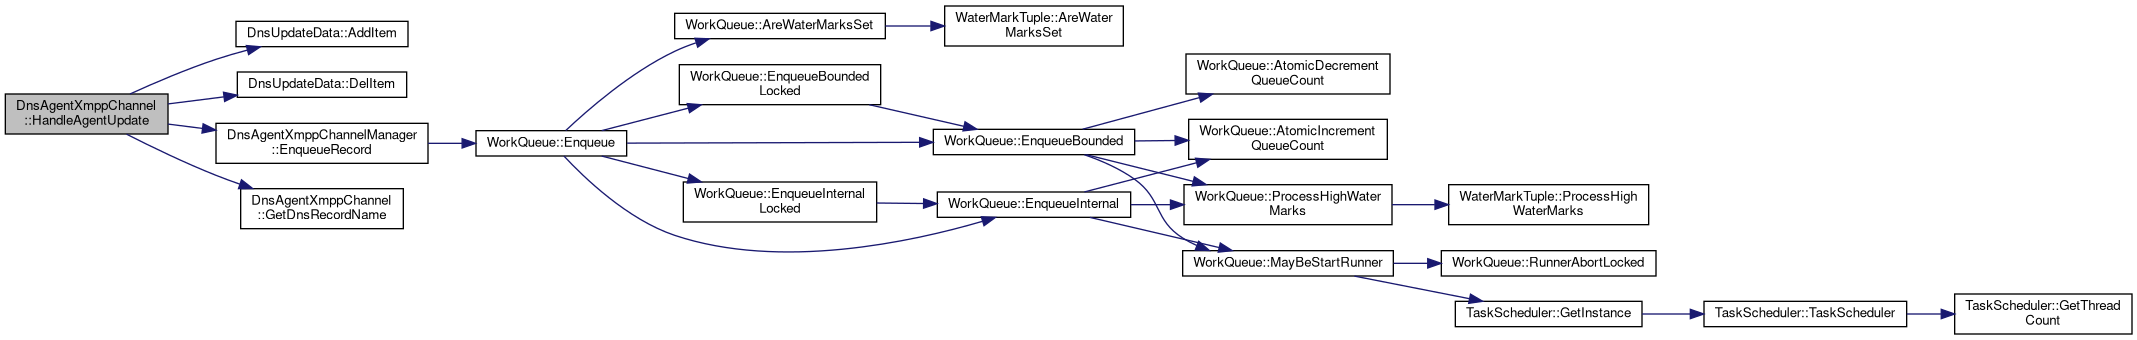 DnsAgentXmppChannel
::HandleAgentUpdate
DnsUpdateData::AddItem
DnsUpdateData::DelItem
DnsAgentXmppChannelManager
::EnqueueRecord
DnsAgentXmppChannel
::GetDnsRecordName
WorkQueue::Enqueue
WorkQueue::AreWaterMarksSet
WaterMarkTuple::AreWater
MarksSet
WorkQueue::EnqueueBounded
Locked
WorkQueue::EnqueueBounded
WorkQueue::EnqueueInternal
Locked
WorkQueue::EnqueueInternal
WorkQueue::AtomicDecrement
QueueCount
WorkQueue::AtomicIncrement
QueueCount
WorkQueue::ProcessHighWater
Marks
WaterMarkTuple::ProcessHigh
WaterMarks
WorkQueue::MayBeStartRunner
WorkQueue::RunnerAbortLocked
TaskScheduler::GetInstance
TaskScheduler::TaskScheduler
TaskScheduler::GetThread
Count